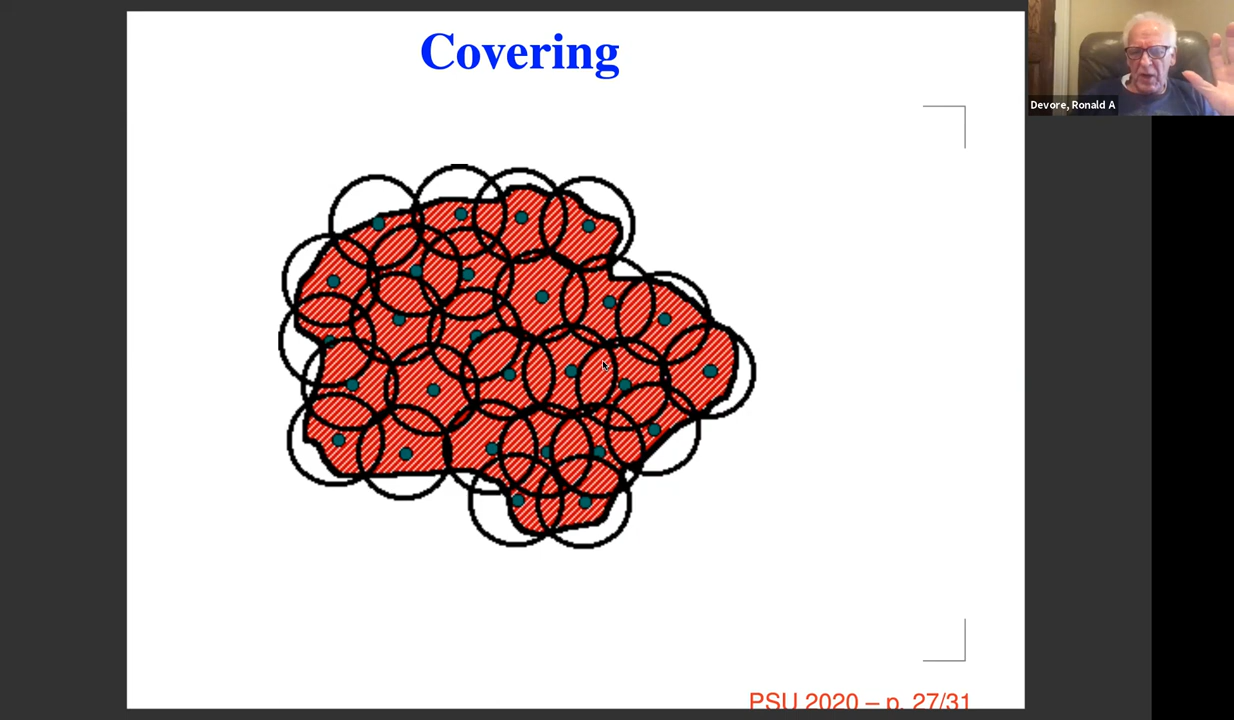 Covering
Devore, Ronald A
PSU 2020 – p. 27/31